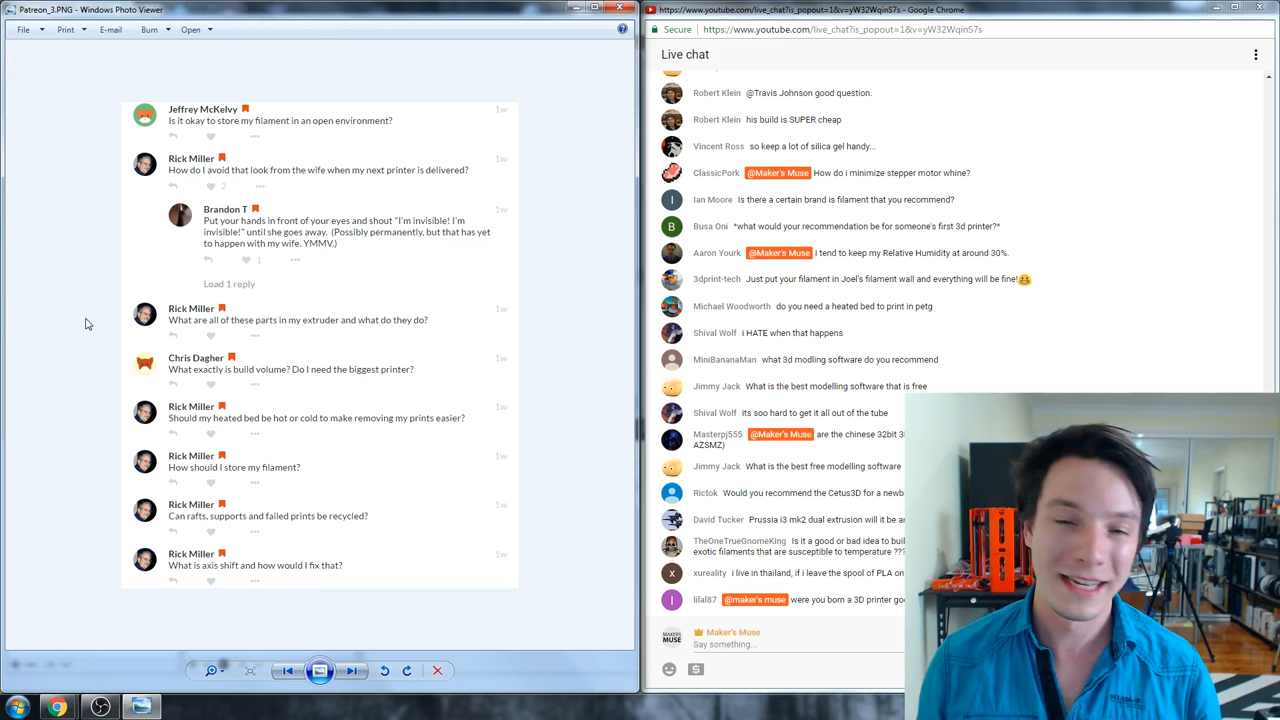 Patreon_3.PNG - Windows Photo Viewer
File Print E-mail Burn Open
Jeffrey McKelvy 1w
Is it okay to store my filament in an open environment?
Rick Miller 1w
How do I avoid that look from the wife when my next printer is delivered?
2
Brandon T 1w
Put your hands in front of your eyes and shout "I'm invisible! I'm
invisible!" until she goes away. (Possibly permanently, but that has yet
to happen with my wife. YMMV.)
1
Load 1 reply
Rick Miller 1w
What are all of these parts in my extruder and what do they do?
Chris Dagher 1w
What exactly is build volume? Do I need the biggest printer?
Rick Miller 1w
Should my heated bed be hot or cold to make removing my prints easier?
Rick Miller 1w
How should I store my filament?
Rick Miller 1w
Can rafts, supports and failed prints be recycled?
Rick Miller 1w
What is axis shift and how would I fix that?
https://www.youtube.com/live_chat?is_popout=1&v=yW32WqinS7s - Google Chrome
Secure https://www.youtube.com/live_chat?is_popout=1&v=yW32WqinS7s
Live chat
Robert Klein @Travis Johnson good question.
Robert Klein his build is SUPER cheap
Vincent Ross so keep a lot of silica gel handy...
ClassicPork @Maker's Muse How do i minimize stepper motor whine?
I Ian Moore Is there a certain brand is filament that you recommend?
B Busa Oni *what would your recommendation be for someone's first 3d printer?*
Aaron Yourk @Maker's Muse I tend to keep my Relative Humidity at around 30%.
3dprint-tech Just put your filament in Joel's filament wall and everything will be fine!
Michael Woodworth do you need a heated bed to print in petg
Shival Wolf i HATE when that happens
MiniBananaMan what 3d modling software do you recommend
Jimmy Jack What is the best modelling software that is free
Shival Wolf its soo hard to get it all out of the tube
Masterpj555 @Maker's Muse are the chinese 32bit 3
AZSMZ)
Jimmy Jack What is the best free modelling software
Rictok Would you recommend the Cetus3D for a newb
David Tucker Prussia i3 mk2 dual extrusion will it be an
TheOneTrueGnomeKing Is it a good or bad idea to buil
exotic filaments that are susceptible to temperature ???
x xureality i live in thailand, if i leave the spool of PLA on
l lilal87 @maker's muse were you born a 3D printer go
MAKER'S MUSE Maker's Muse
Say something...